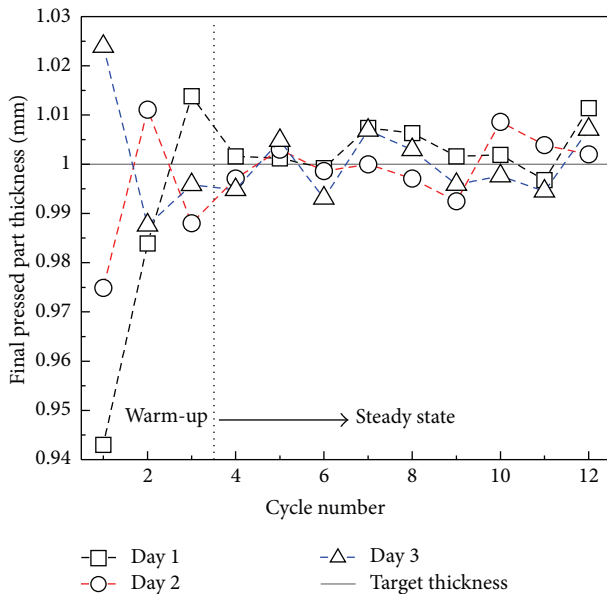 1.03
1.02
1.01
1
0.99
0.98
0.97
0.96
0.95
0.94
Final pressed part thickness (mm)
Warm-up
Steady state
2 4 6 8 10 12
Cycle number
Day 1
Day 2
Day 3
Target thickness